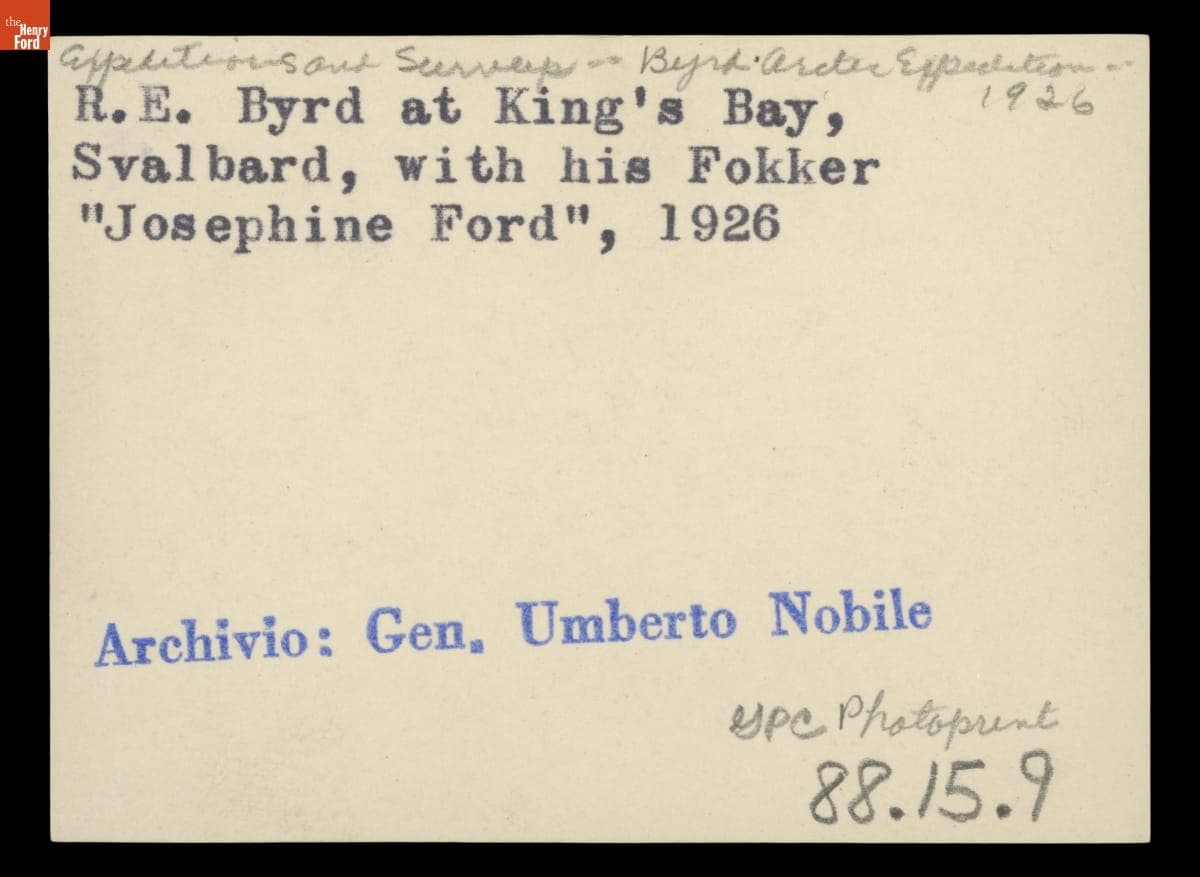 the
Henry
Ford
Expeditions and Surveys -- Byrd Arctic Expedition --
1926
R.E. Byrd at King's Bay,
Svalbard, with his Fokker
"Josephine Ford", 1926
Archivio: Gen. Umberto Nobile
GPC Photoprint
88.15.9